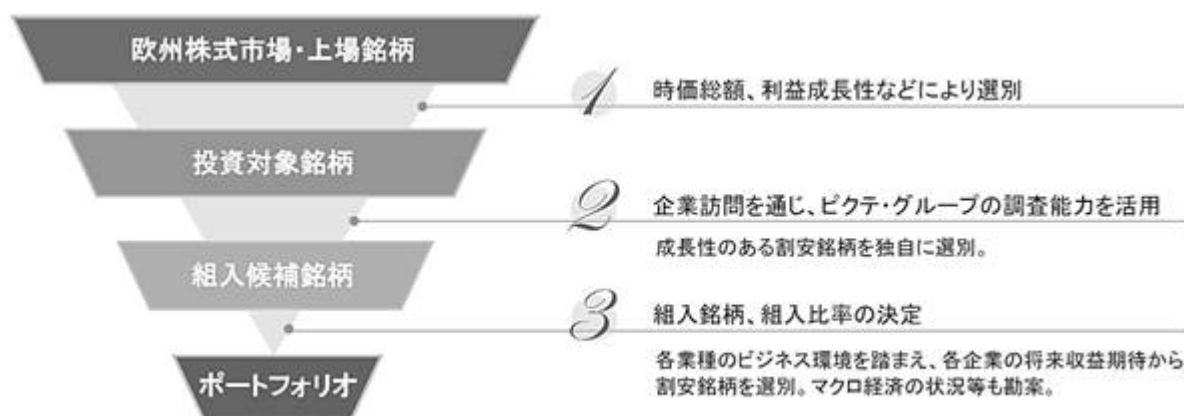 欧州株式市場・上場銘柄
1 時価総額、利益成長性などにより選別
投資対象銘柄
2 企業訪問を通じ、ピクテ・グループの調査能力を活用
成長性のある割安銘柄を独自に選別。
組入候補銘柄
3 組入銘柄、組入比率の決定
各業種のビジネス環境を踏まえ、各企業の将来収益期待から
割安銘柄を選別。マクロ経済の状況等も勘案。
ポートフォリオ